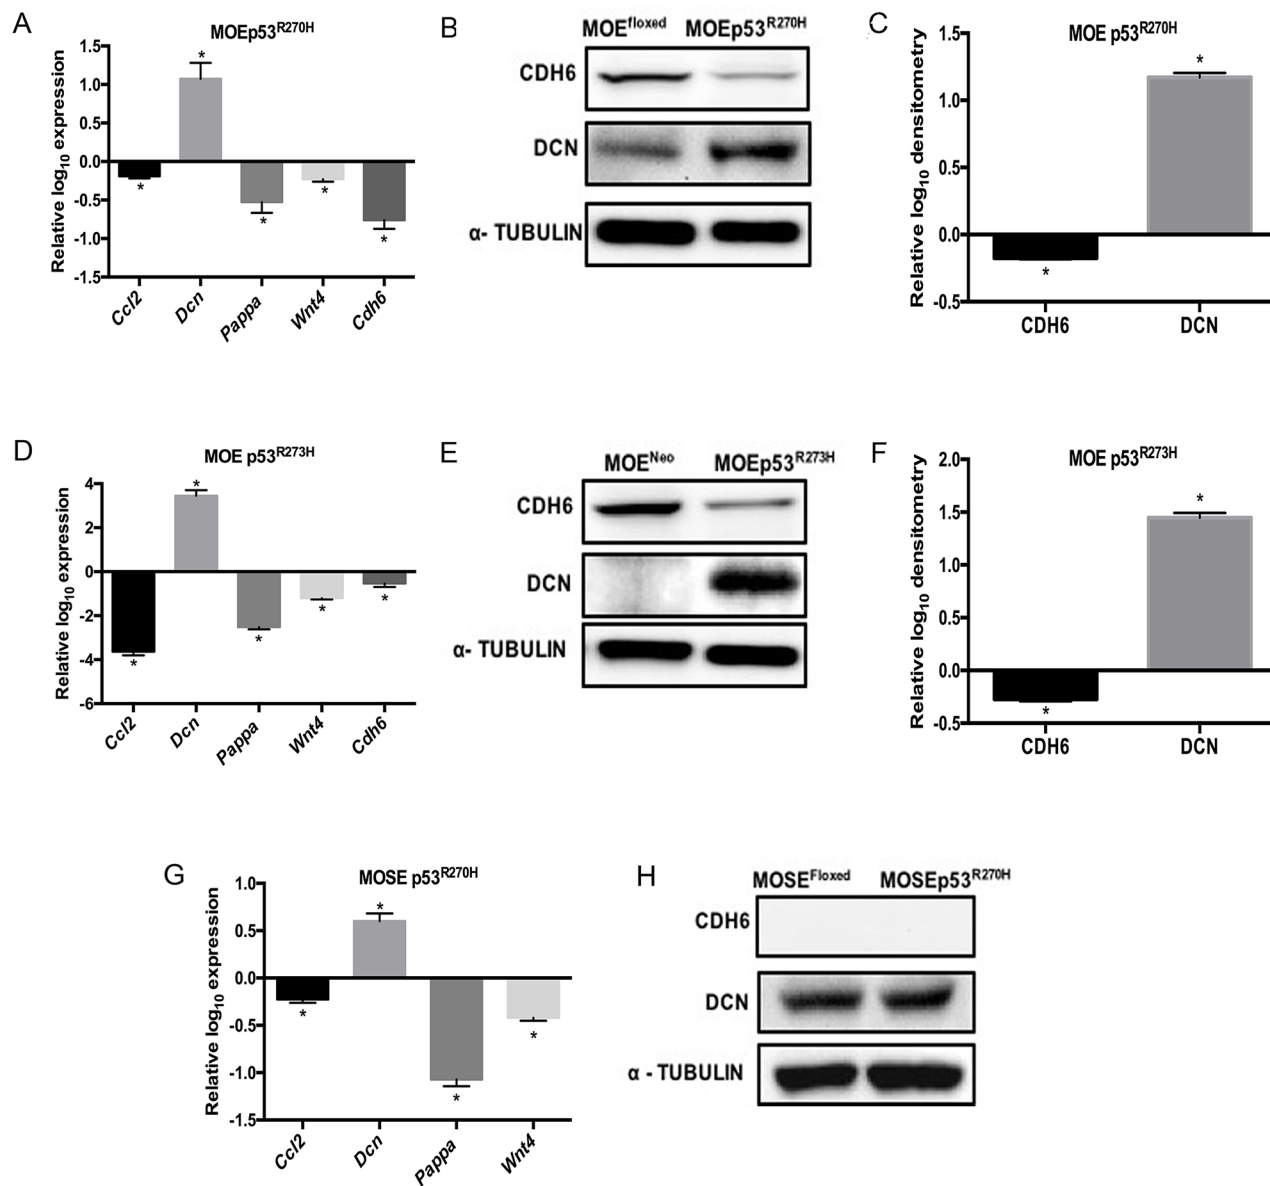 A
MOEp53R270H
Relative log10 expression
1.5
1.0
0.5
0.0
-0.5
-1.0
-1.5
*
*
*
*
*
Ccl2
Dcn
Pappa
Wnt4
Cdh6
B
MOEfloxed MOEp53R270H
CDH6
DCN
α- TUBULIN
C
MOE p53R270H
Relative log10 densitometry
1.5
1.0
0.5
0.0
-0.5
*
*
CDH6
DCN
D
MOE p53R273H
Relative log10 expression
4
2
0
-2
-4
-6
*
*
*
*
*
Ccl2
Dcn
Pappa
Wnt4
Cdh6
E
MOENeo MOEp53R273H
CDH6
DCN
α- TUBULIN
F
MOE p53R273H
Relative log10 densitometry
2.0
1.5
1.0
0.5
0.0
-0.5
*
*
CDH6
DCN
G
MOSE p53R270H
Relative log10 expression
1.0
0.5
0.0
-0.5
-1.0
-1.5
*
*
*
*
Ccl2
Dcn
Pappa
Wnt4
H
MOSEFloxed MOSEp53R270H
CDH6
DCN
α - TUBULIN